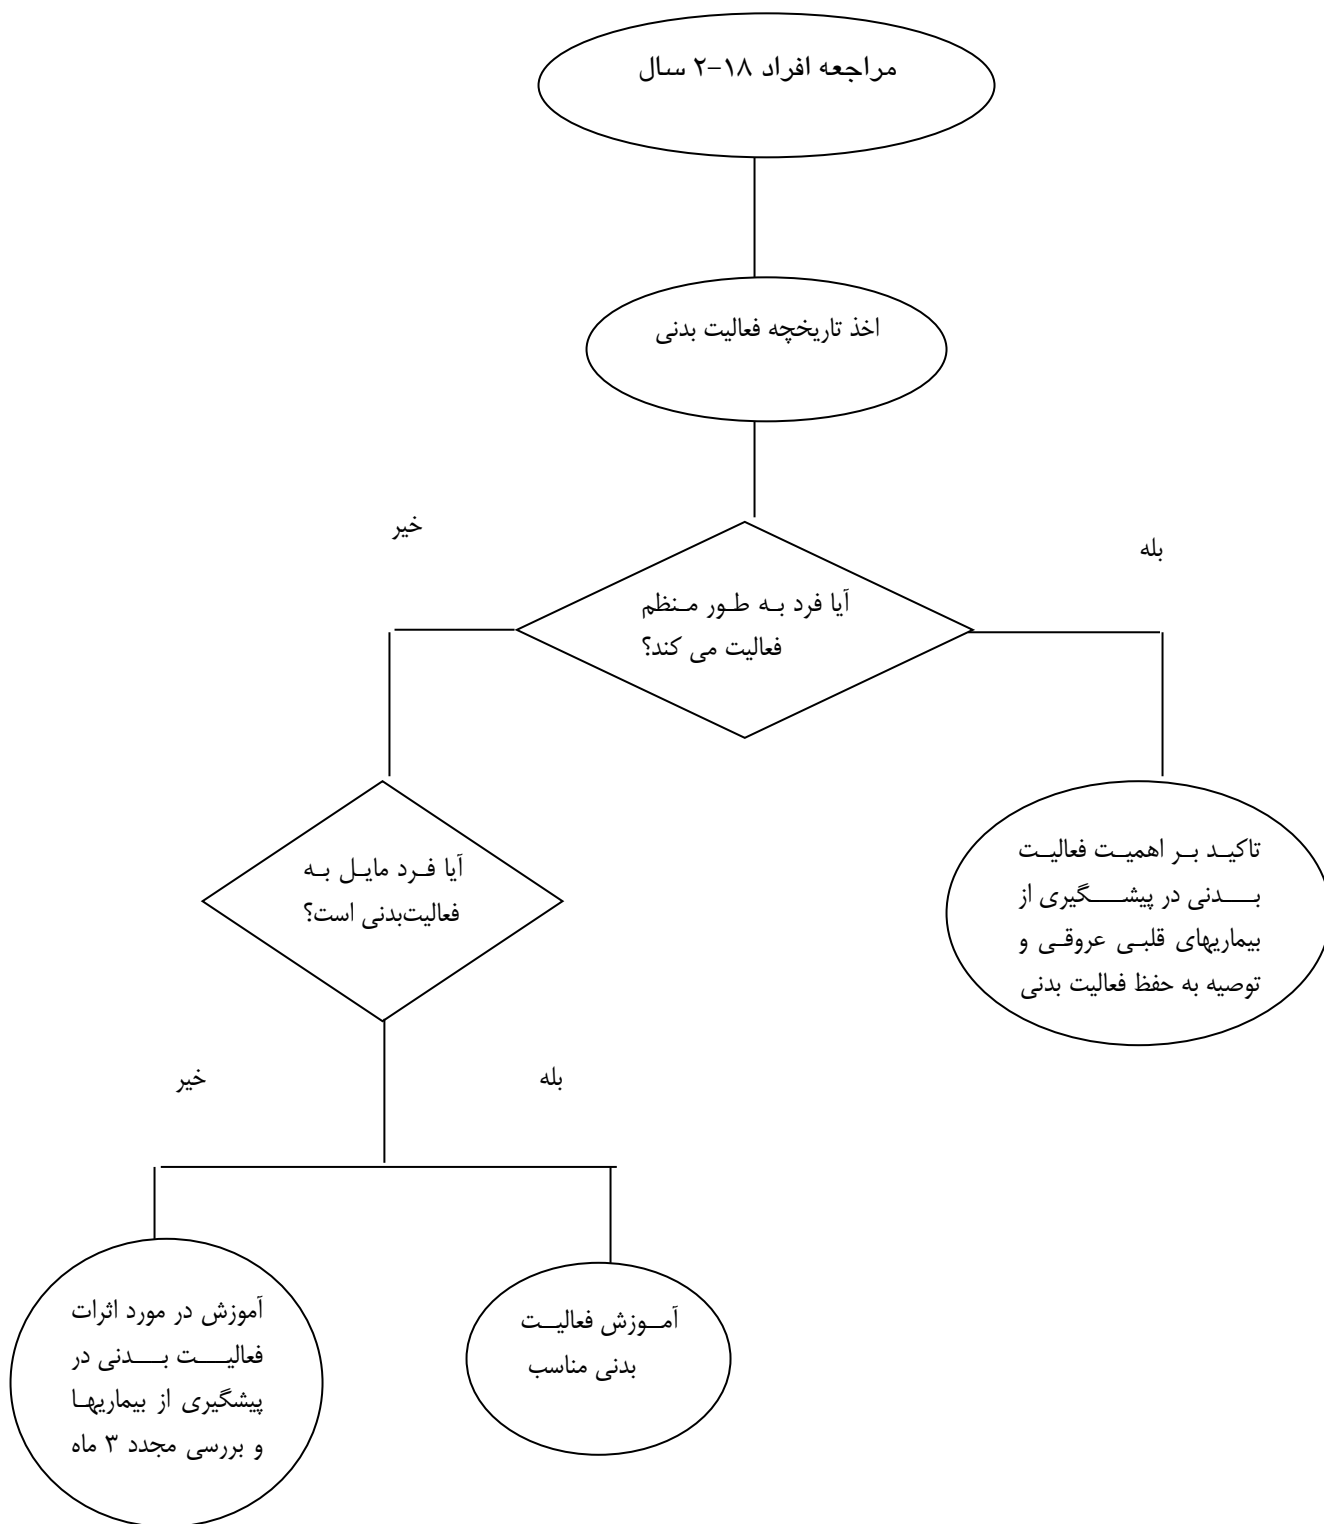 مراجعه افراد ۱۸-۲ سال
اخذ تاریخچه فعالیت بدنی
خیر
بله
آیا فرد به طور منظم
فعالیت می کند؟
آیا فرد مایل به
فعالیت‌بدنی است؟
تاکید بر اهمیت فعالیت
بدنی در پیشگیری از
بیماریهای قلبی عروقی و
توصیه به حفظ فعالیت بدنی
خیر
بله
آموزش در مورد اثرات
فعالیت بدنی در
پیشگیری از بیماریها
و بررسی مجدد ۳ ماه
آموزش فعالیت
بدنی مناسب